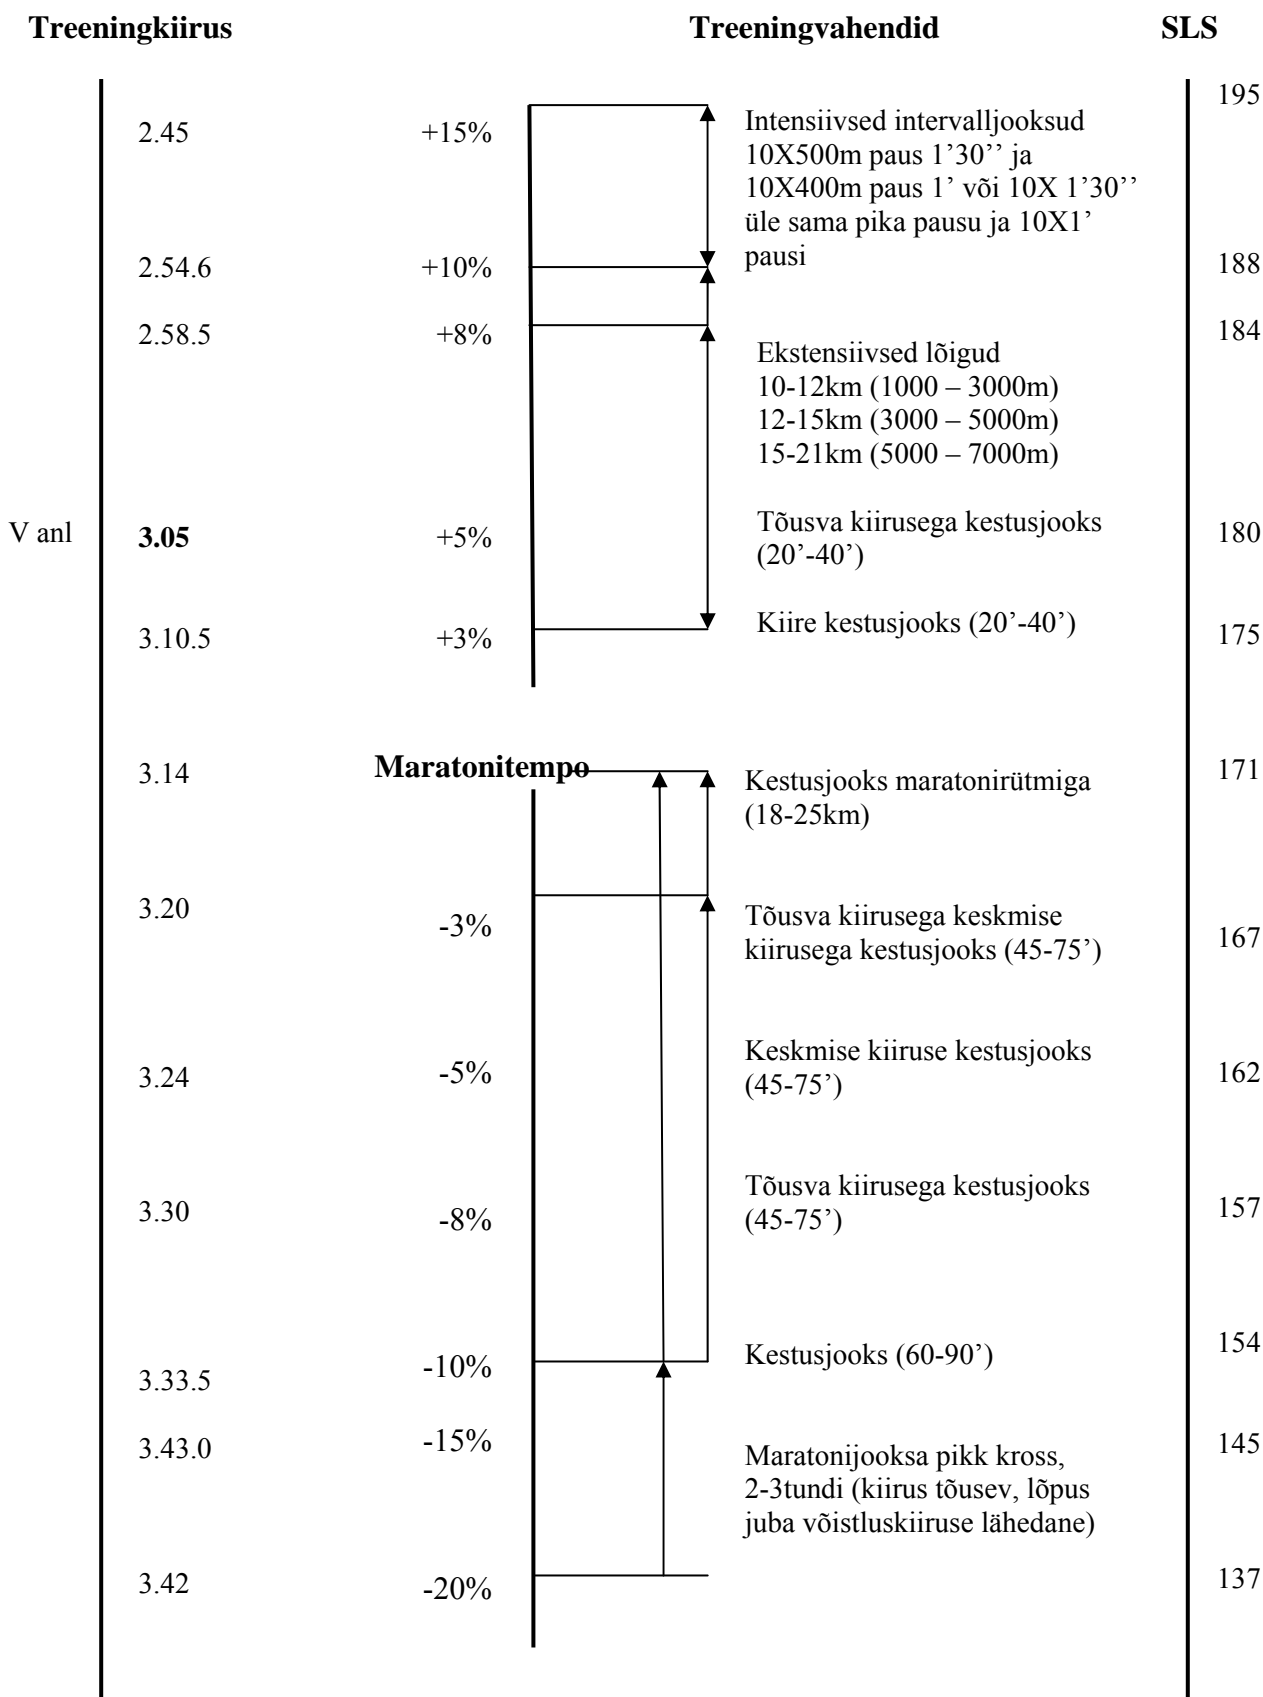 Treeningkiirus Treeningvahendid SLS
195
2.45 +15% Intensiivsed intervalljooksud
10X500m paus 1’30’’ ja
10X400m paus 1’ või 10X 1’30’’
üle sama pika pausu ja 10X1’
2.54.6 +10% pausi 188
2.58.5 +8% 184
Ekstensiivsed lõigud
10-12km (1000 – 3000m)
12-15km (3000 – 5000m)
15-21km (5000 – 7000m)
V anl 3.05 +5% Tõusva kiirusega kestusjooks 180
(20’-40’)
Kiire kestusjooks (20’-40’)
3.10.5 +3% 175
3.14 Maratonitempo Kestusjooks maratonirütmiga 171
(18-25km)
3.20 -3% Tõusva kiirusega keskmise
kiirusega kestusjooks (45-75’) 167
Keskmise kiiruse kestusjooks
3.24 -5% (45-75’) 162
Tõusva kiirusega kestusjooks
3.30 -8% (45-75’) 157
3.33.5 -10% Kestusjooks (60-90’) 154
3.43.0 -15% 145
Maratonijooksa pikk kross,
2-3tundi (kiirus tõusev, lõpus
juba võistluskiiruse lähedane)
3.42 -20% 137